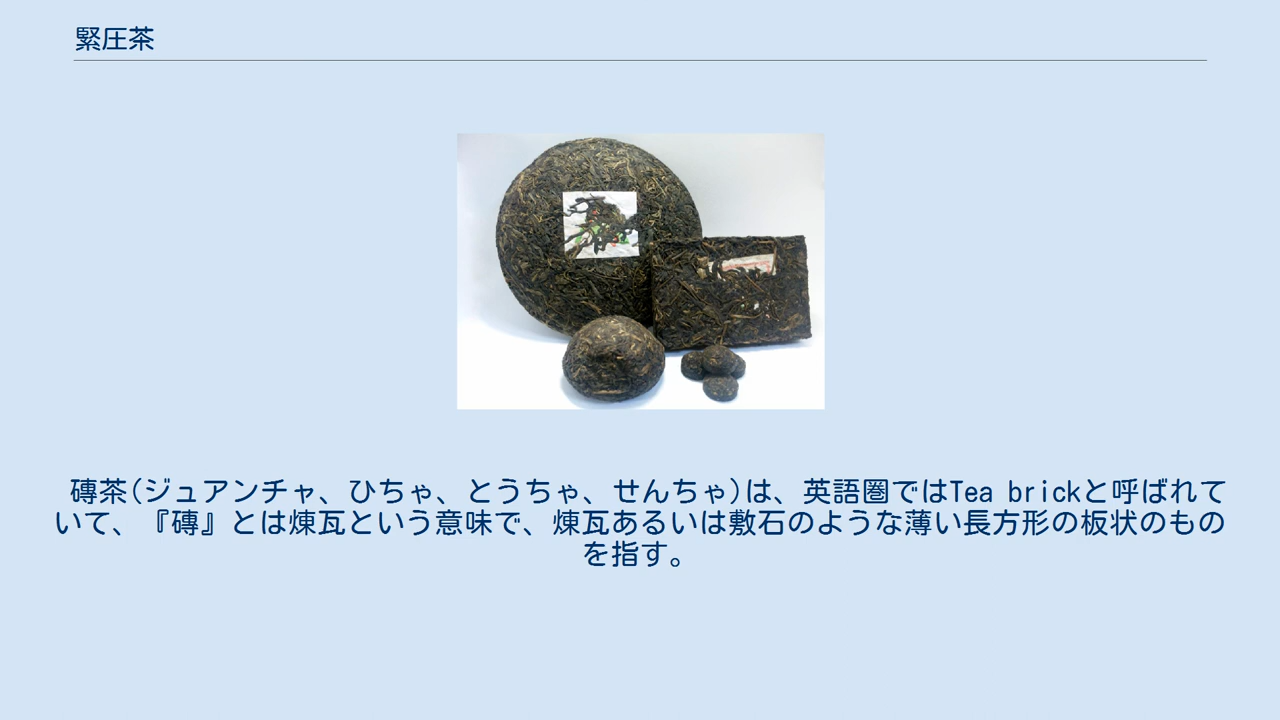 緊圧茶
磚茶(ジュアンチャ、ひちゃ、とうちゃ、せんちゃ)は、英語圏ではTea brickと呼ばれて
いて、『磚』とは煉瓦という意味で、煉瓦あるいは敷石のような薄い長方形の板状のもの
を指す。